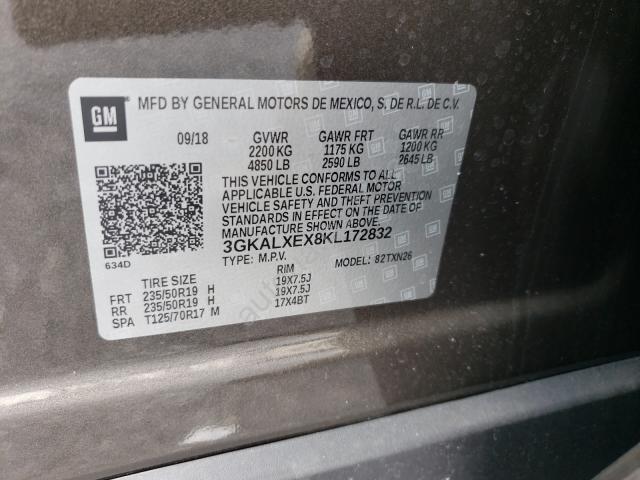 GM
MFD BY GENERAL MOTORS DE MEXICO, S. DE R.L. DE C.V.
09/18 GVWR GAWR FRT GAWR RR
2200 KG 1175 KG 1200 KG
4850 LB 2590 LB 2645 LB
THIS VEHICLE CONFORMS TO ALL
APPLICABLE U.S. FEDERAL MOTOR
VEHICLE SAFETY AND THEFT PREVENTION
STANDARDS IN EFFECT ON THE DATE OF
MANUFACTURE SHOWN ABOVE.
3GKALXEX8KL172832
634D
TYPE: M.P.V. MODEL: 82TXN26
TIRE SIZE RIM
FRT 235/50R19 H 19X7.5J
RR 235/50R19 H 19X7.5J
SPA T125/70R17 M 17X4BT